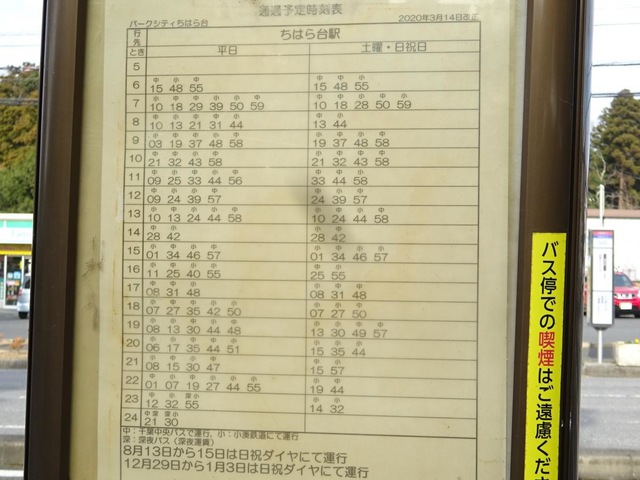 通過予定時刻表
パークシティちはら台 2020年3月14日改正
行先 ちはら台駅
とき 平日 土曜・日祝日
5
6 15 48 55 15 48 55
7 10 18 29 39 50 59 10 18 28 50 59
8 10 13 21 31 44 13 44
9 03 19 37 48 58 19 37 48 58
10 21 32 43 58 21 32 43 58
11 09 25 33 44 56 33 44 58
12 09 24 39 57 24 39 57
13 10 13 24 44 58 10 24 44 58
14 28 42 28 42
15 01 34 46 57 01 34 46 57
16 11 25 40 55 25 55
17 08 31 48 08 31 48
18 07 27 35 42 50 07 27 50
19 08 13 30 44 48 13 30 49 57
20 06 17 35 44 51 15 35 44
21 08 15 30 47 15 57
22 01 07 19 27 44 55 19 44
23 12 32 55 14 32
24 21 30
中：千葉中央バスで運行，小：小湊鉄道にて運行
深：深夜バス（深夜運賃）
8月13日から15日は日祝ダイヤにて運行
12月29日から1月3日は日祝ダイヤにて運行
バス停での喫煙はご遠慮くだ